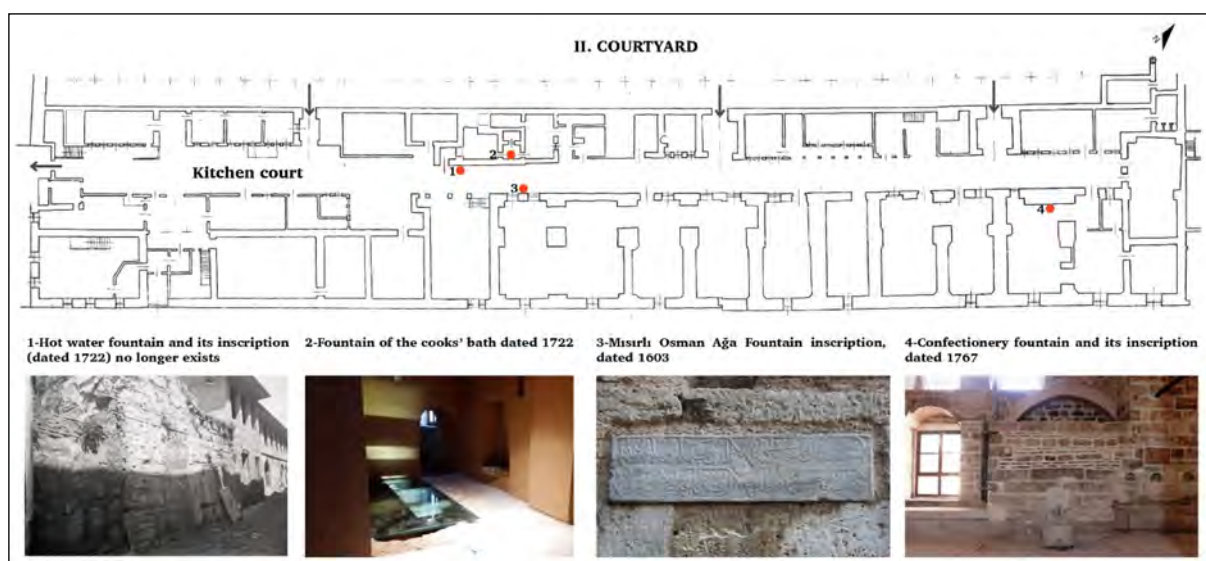 II. COURTYARD
N
Kitchen court
1
2
3
4
1-Hot water fountain and its inscription
(dated 1722) no longer exists
2-Fountain of the cooks' bath dated 1722
3-Mısırlı Osman Ağa Fountain inscription,
dated 1603
4-Confectionery fountain and its inscription
dated 1767